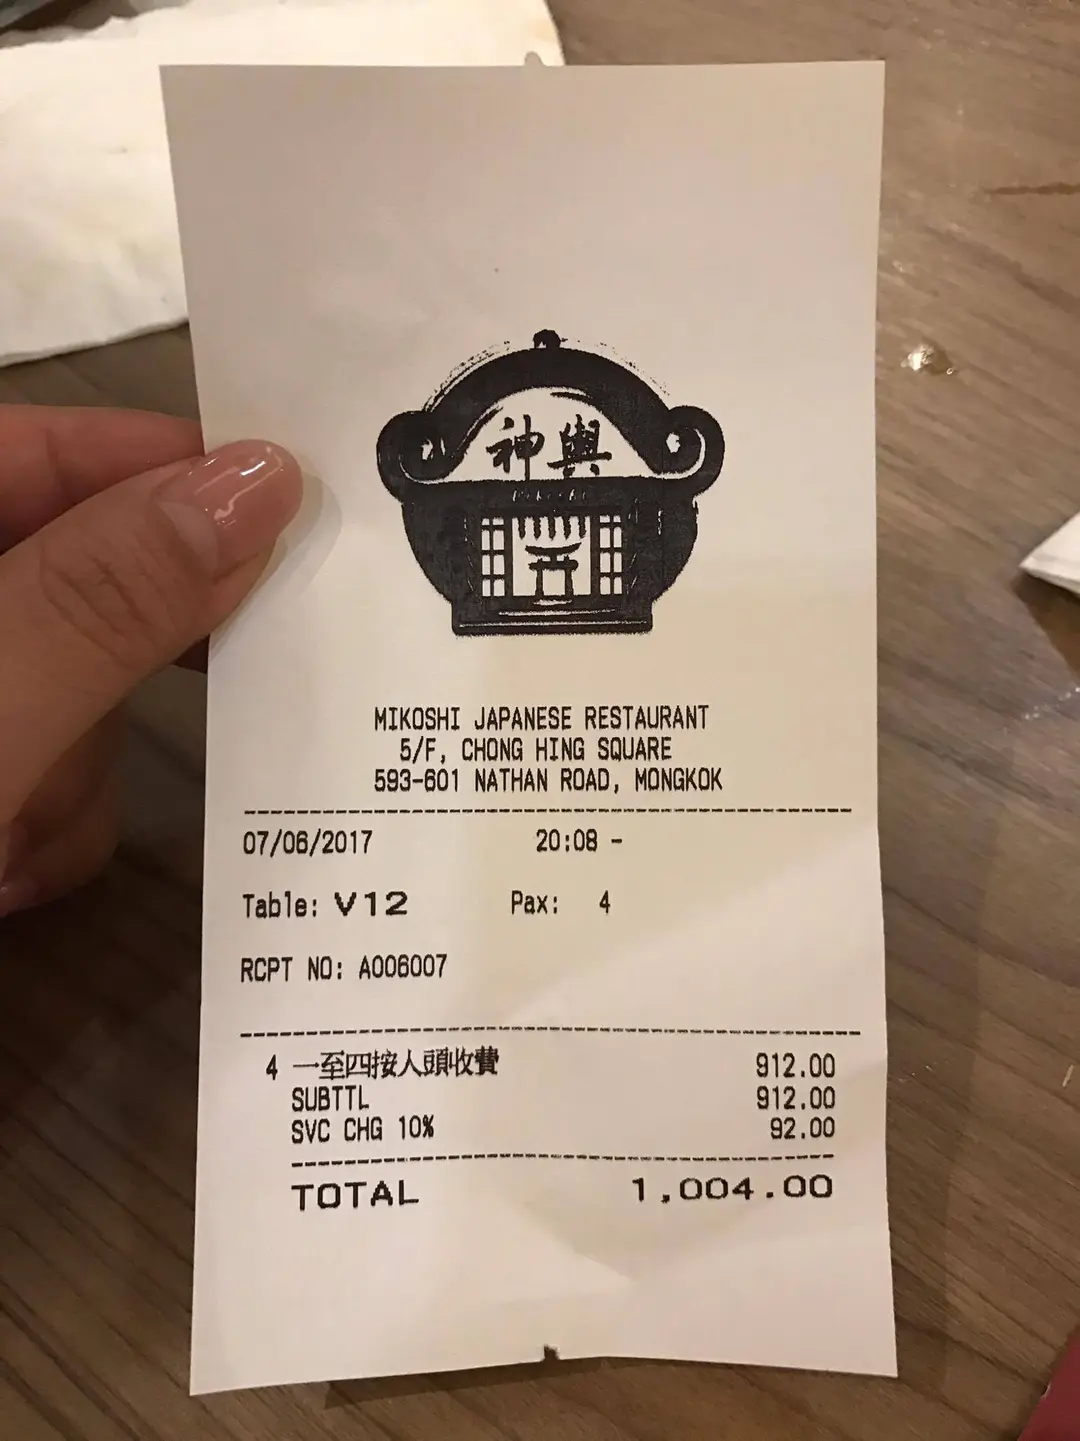 神輿
Mikoshi
MIKOSHI JAPANESE RESTAURANT
5/F, CHONG HING SQUARE
593-601 NATHAN ROAD, MONGKOK
07/06/2017 20:08 -
Table: V12 Pax: 4
RCPT NO: A006007
4 一至四按人頭收費 912.00
SUBTTL 912.00
SVC CHG 10% 92.00
TOTAL 1,004.00